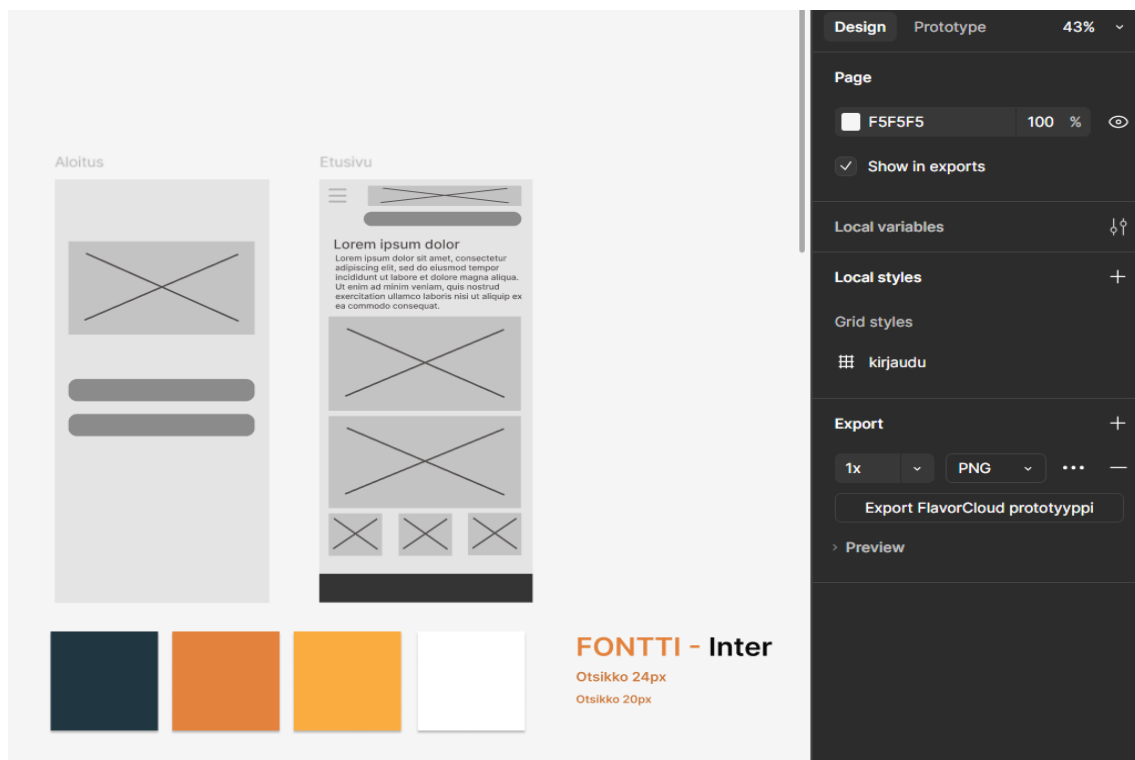 Aloitus
Etusivu
Lorem ipsum dolor
Lorem ipsum dolor sit amet, consectetur
adipiscing elit, sed do eiusmod tempor
incididunt ut labore et dolore magna aliqua.
Ut enim ad minim veniam, quis nostrud
exercitation ullamco laboris nisi ut aliquip ex
ea commodo consequat.
FONTTI - Inter
Otsikko 24px
Otsikko 20px
Design Prototype 43%
Page
F5F5F5 100 %
Show in exports
Local variables
Local styles
Grid styles
kirjaudu
Export
1x PNG
Export FlavorCloud prototyyppi
Preview